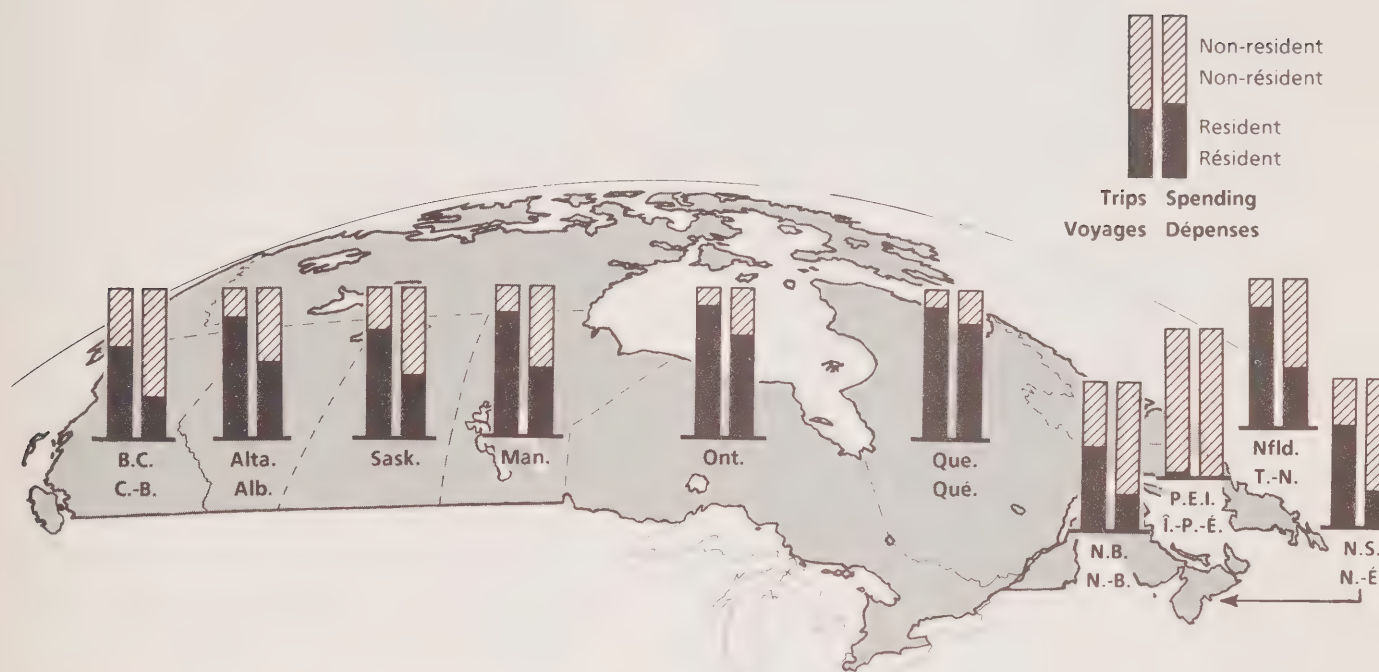 Non-resident
Non-résident
Resident
Résident
Trips Spending
Voyages Dépenses
B.C.
C.-B.
Alta.
Alb.
Sask.
Man.
Ont.
Que.
Qué.
N.B.
N.-B.
P.E.I.
Î.-P.-É.
Nfld.
T.-N.
N.S.
N.-É